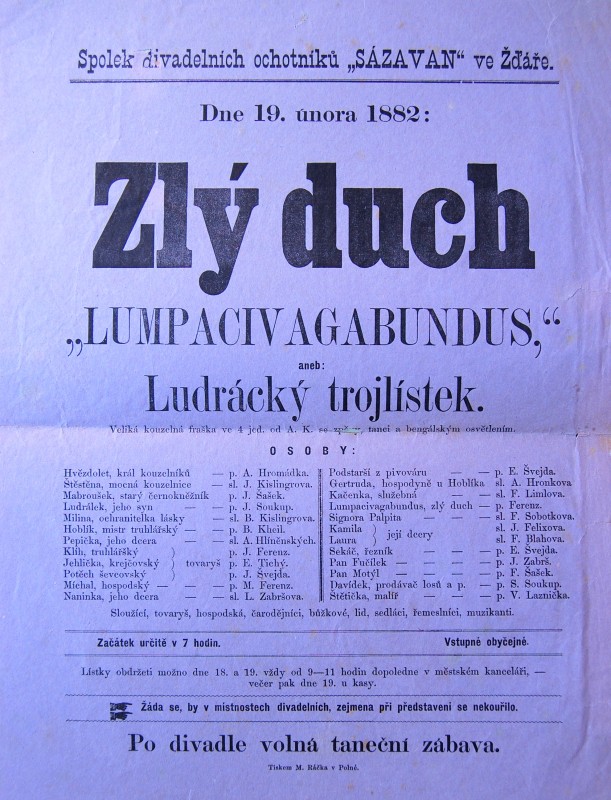 Spolek divadelních ochotníků „SÁZAVAN“ ve Žďáře.
Dne 19. února 1882:
Zlý duch
„LUMPACIVAGABUNDUS,“
aneb:
Ludrácký trojlístek.
Veliká kouzelná fraška ve 4 jed. od A. K. se zpěvy, tanci a bengálským osvětlením.
OSOBY:
Hvězdolet, král kouzelníků — p. A. Hromádka.
Štěstěna, mocná kouzelnice — sl. J. Kislingrova.
Mabroušek, starý černokněžník p. J. Šašek.
Ludrálek, jeho syn — — p. J. Soukup.
Milina, ochranitelka lásky — sl. B. Kislingrova.
Hoblík, mistr truhlářský — p. B. Kheil.
Pepička, jeho dcera — sl. A. Hlíněnských.
Klih, truhlářský ) p. J. Ferenz.
Jehlička, krejčovský } tovaryš p. E. Tichý.
Potěch ševcovský ) p. J. Švejda.
Míchal, hospodský — — p. M. Ferenz.
Naninka, jeho dcera — — sl. L. Zabršova.
Podstarší z pivováru — — p. E. Švejda.
Gertruda, hospodyně u Hoblíka sl. A. Hronkova
Kačenka, služebná — — sl. F. Limlova.
Lumpacivagabundus, zlý duch — p. Ferenz.
Signora Palpita — — — sl. F. Sobotkova.
Kamila } její dcery sl. J. Felixova.
Laura sl. F. Blahova.
Sekáč, řezník — — — p. E. Švejda.
Pan Fučílek — — — — p. J. Zabrš.
Pan Motýl — — — — p. F. Šašek.
Davídek, prodávač losů a p. — p. S. Soukup.
Štětička, malíř — — — p. V. Laznička.
Sloužící, tovaryš, hospodská, čarodějníci, bůžkové, lid, sedláci, řemeslníci, muzikanti.
Začátek určitě v 7 hodin. Vstupné obyčejné.
Lístky obdržeti možno dne 18. a 19. vždy od 9—11 hodin dopoledne v městském kanceláři, —
večer pak dne 19. u kasy.
Žáda se, by v místnostech divadelních, zejmena při představení se nekouřilo.
Po divadle volná taneční zábava.
Tiskem M. Ráčka v Polné.